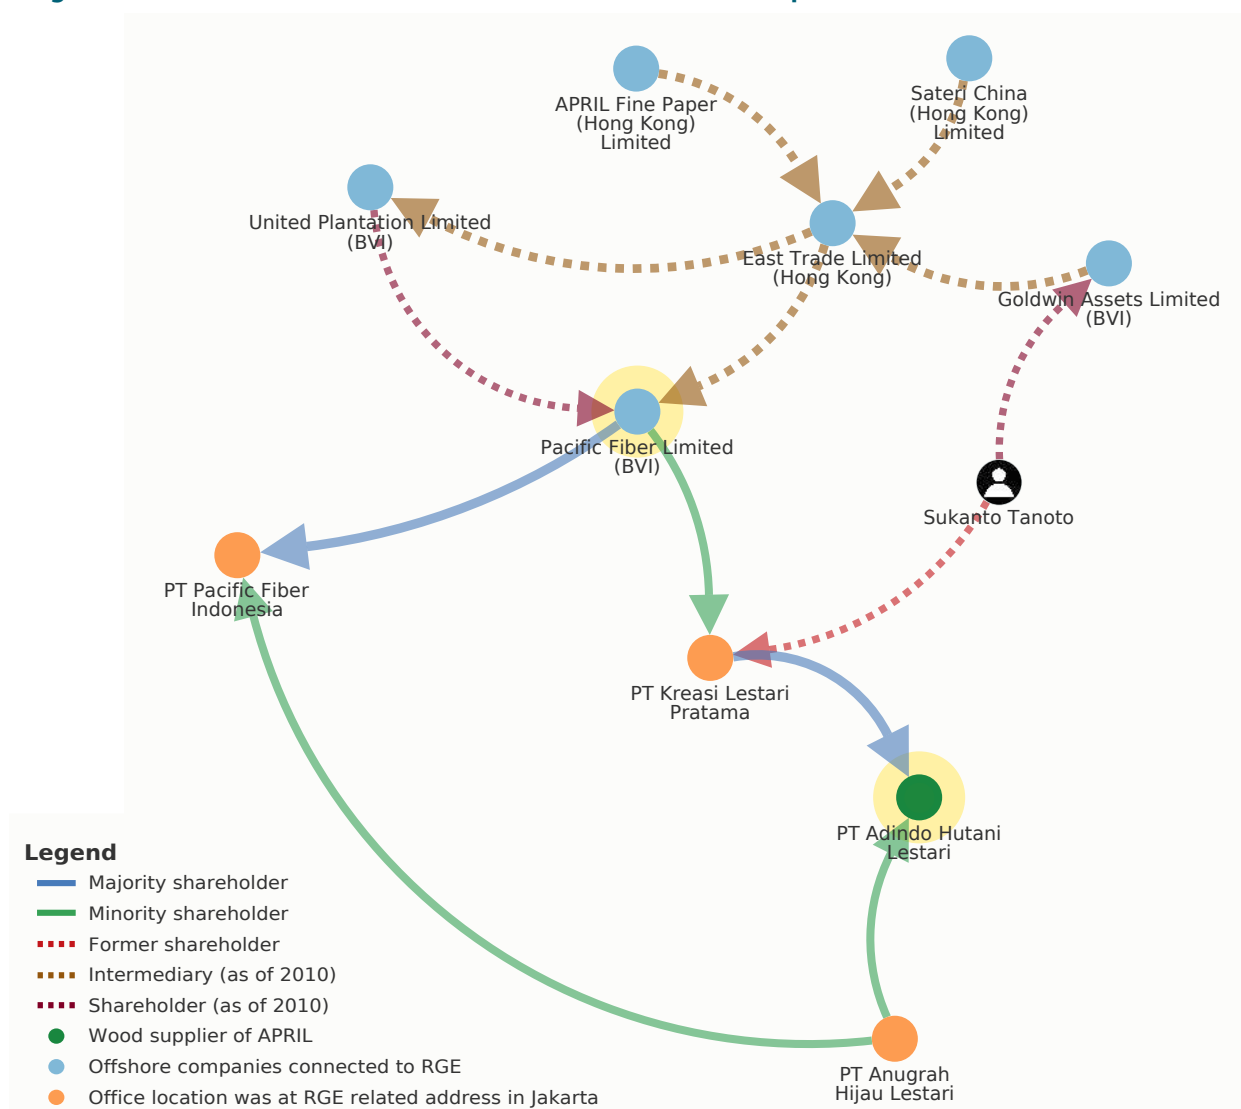 APRIL Fine Paper
(Hong Kong)
Limited
Sateri China
(Hong Kong)
Limited
United Plantation Limited
(BVI)
East Trade Limited
(Hong Kong)
Goldwin Assets Limited
(BVI)
Pacific Fiber Limited
(BVI)
Sukanto Tanoto
PT Pacific Fiber
Indonesia
PT Kreasi Lestari
Pratama
PT Adindo Hutani
Lestari
PT Anugrah
Hijau Lestari
Legend
Majority shareholder
Minority shareholder
Former shareholder
Intermediary (as of 2010)
Shareholder (as of 2010)
Wood supplier of APRIL
Offshore companies connected to RGE
Office location was at RGE related address in Jakarta